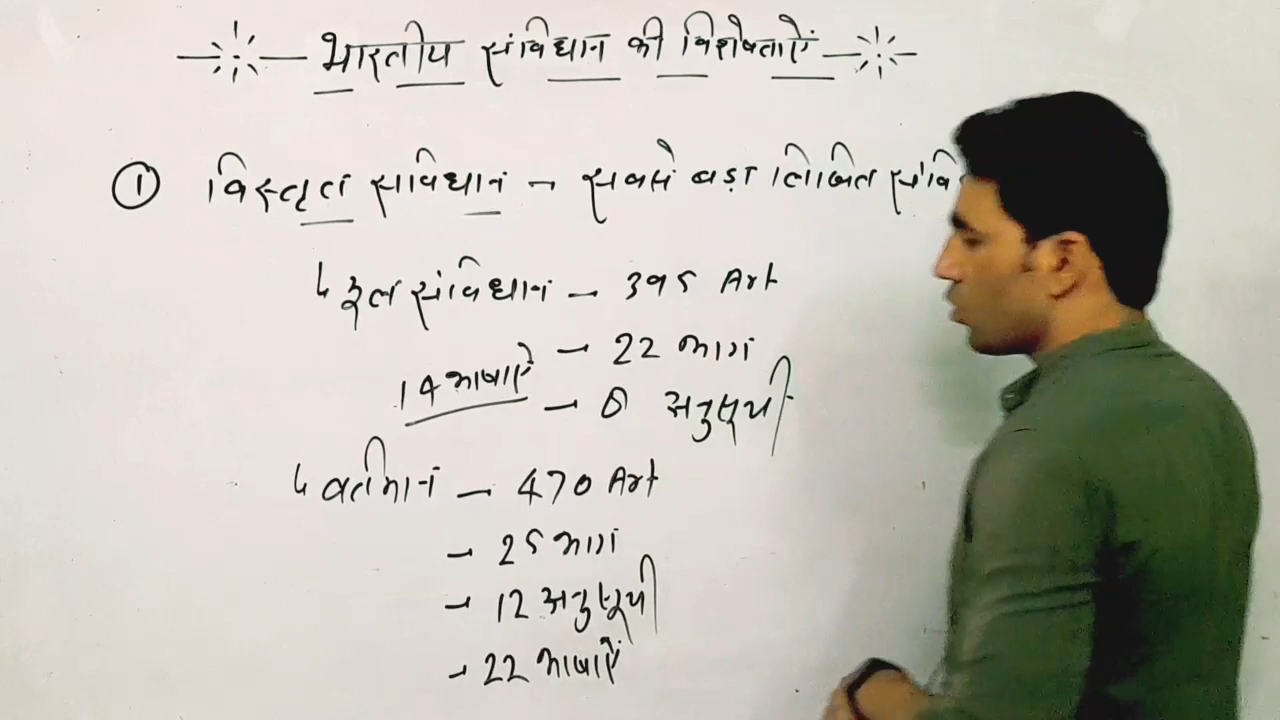 भारतीय संविधान की विशेषताऐं
① विस्तृत संविधान - सबसे बड़ा लिखित संवि
↳ मूल संविधान - 395 Art
- 22 भाग
14 भाषाऐं
- 8 अनुसूची
↳ वर्तमान - 470 Art
- 25 भाग
- 12 अनुसूची
- 22 भाषाऐं